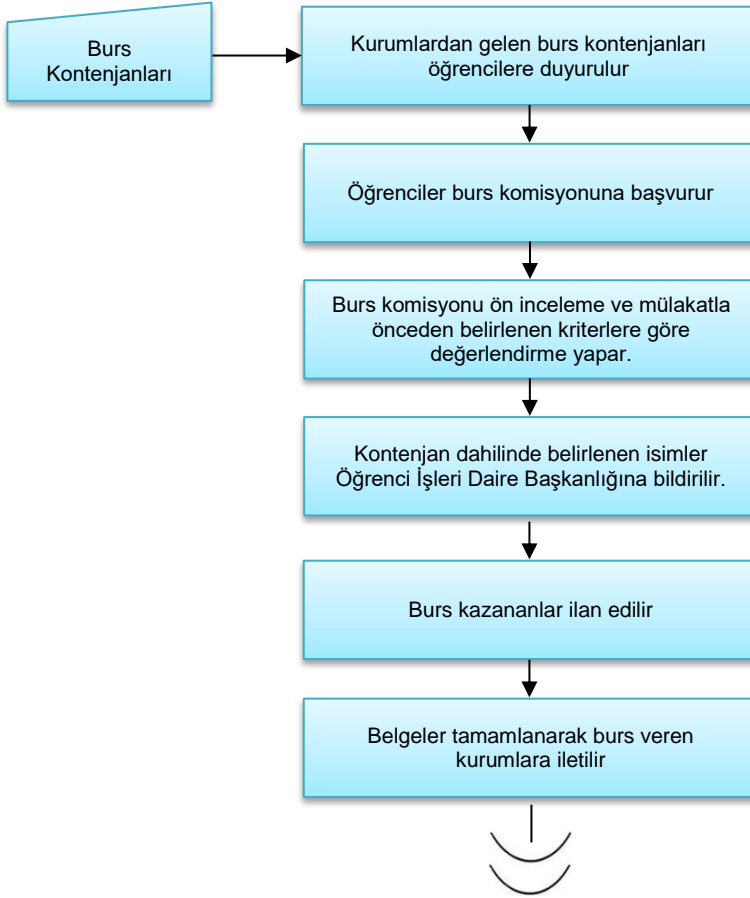 Burs
Kontenjanları
Kurumlardan gelen burs kontenjanları
öğrencilere duyurulur
Öğrenciler burs komisyonuna başvurur
Burs komisyonu ön inceleme ve mülakatla
önceden belirlenen kriterlere göre
değerlendirme yapar.
Kontenjan dahilinde belirlenen isimler
Öğrenci İşleri Daire Başkanlığına bildirilir.
Burs kazananlar ilan edilir
Belgeler tamamlanarak burs veren
kurumlara iletilir